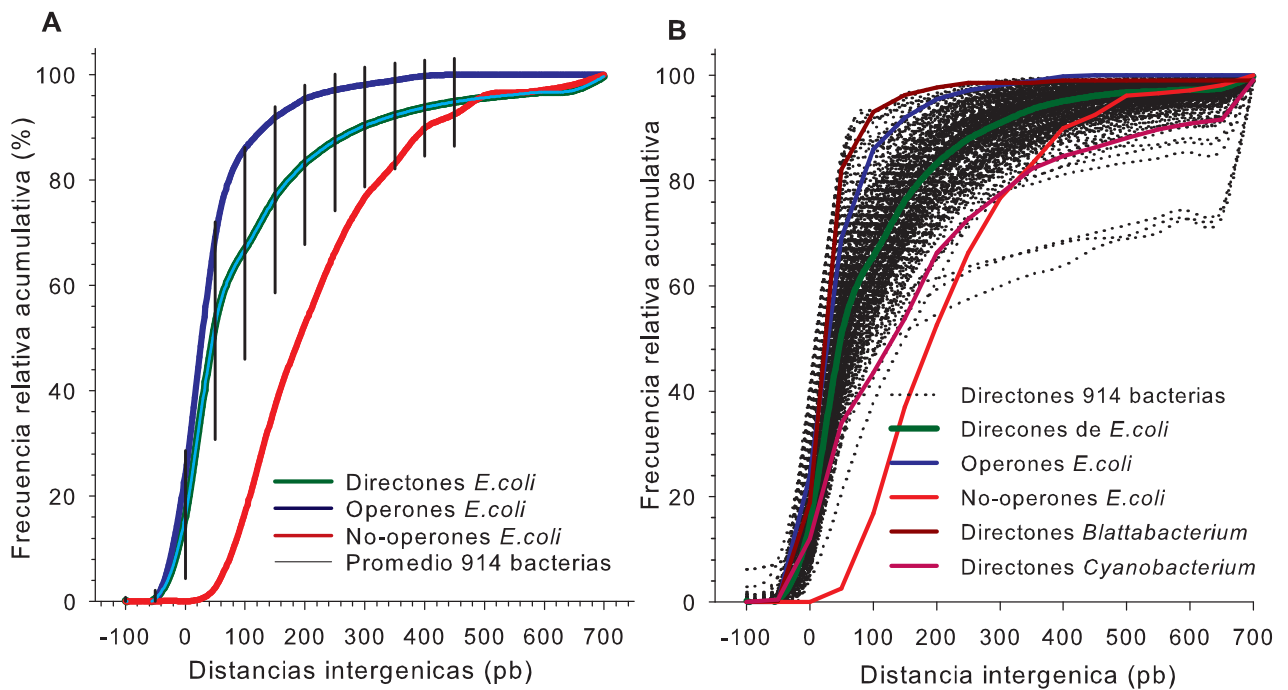 A
Frecuencia relativa acumulativa (%)
100
80
60
40
20
0
-100 0 100 200 300 400 500 600 700
Distancias intergenicas (pb)
Directones E.coli
Operones E.coli
No-operones E.coli
Promedio 914 bacterias
B
Frecuencia relativa acumulativa
100
80
60
40
20
0
-100 0 100 200 300 400 500 600 700
Distancia intergenica (pb)
Directones 914 bacterias
Direcones de E.coli
Operones E.coli
No-operones E.coli
Directones Blattabacterium
Directones Cyanobacterium